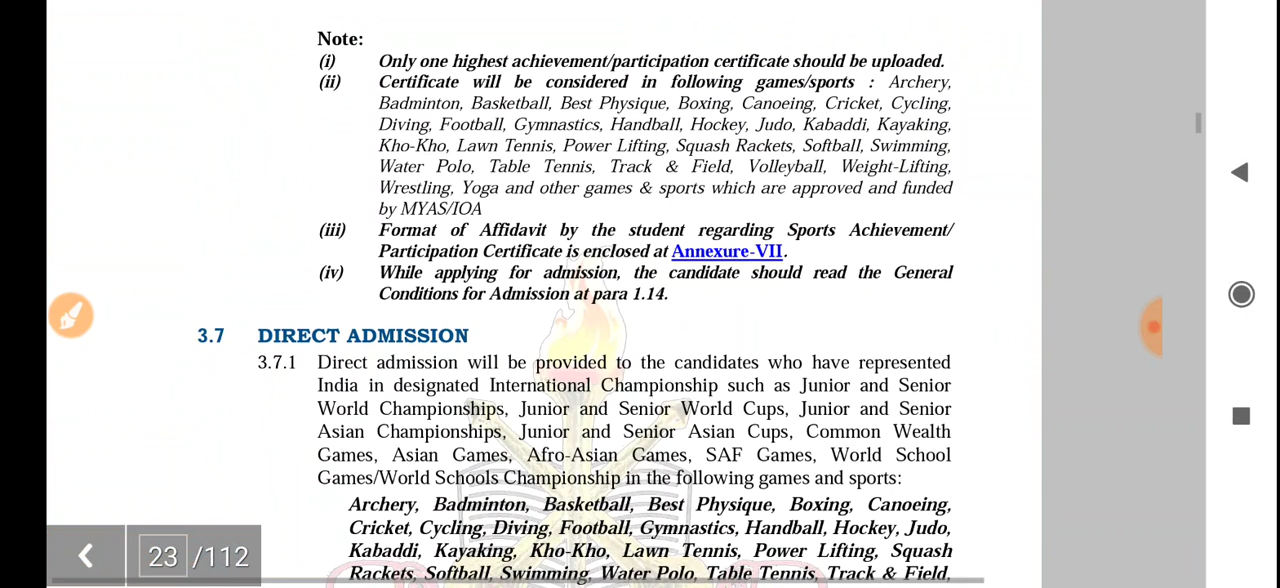 Note:
(i) Only one highest achievement/participation certificate should be uploaded.
(ii) Certificate will be considered in following games/sports : Archery,
Badminton, Basketball, Best Physique, Boxing, Canoeing, Cricket, Cycling,
Diving, Football, Gymnastics, Handball, Hockey, Judo, Kabaddi, Kayaking,
Kho-Kho, Lawn Tennis, Power Lifting, Squash Rackets, Softball, Swimming,
Water Polo, Table Tennis, Track & Field, Volleyball, Weight-Lifting,
Wrestling, Yoga and other games & sports which are approved and funded
by MYAS/IOA
(iii) Format of Affidavit by the student regarding Sports Achievement/
Participation Certificate is enclosed at Annexure-VII.
(iv) While applying for admission, the candidate should read the General
Conditions for Admission at para 1.14.
3.7 DIRECT ADMISSION
3.7.1 Direct admission will be provided to the candidates who have represented
India in designated International Championship such as Junior and Senior
World Championships, Junior and Senior World Cups, Junior and Senior
Asian Championships, Junior and Senior Asian Cups, Common Wealth
Games, Asian Games, Afro-Asian Games, SAF Games, World School
Games/World Schools Championship in the following games and sports:
Archery, Badminton, Basketball, Best Physique, Boxing, Canoeing,
Cricket, Cycling, Diving, Football, Gymnastics, Handball, Hockey, Judo,
Kabaddi, Kayaking, Kho-Kho, Lawn Tennis, Power Lifting, Squash
Rackets, Softball, Swimming, Water Polo, Table Tennis, Track & Field,
23 /112